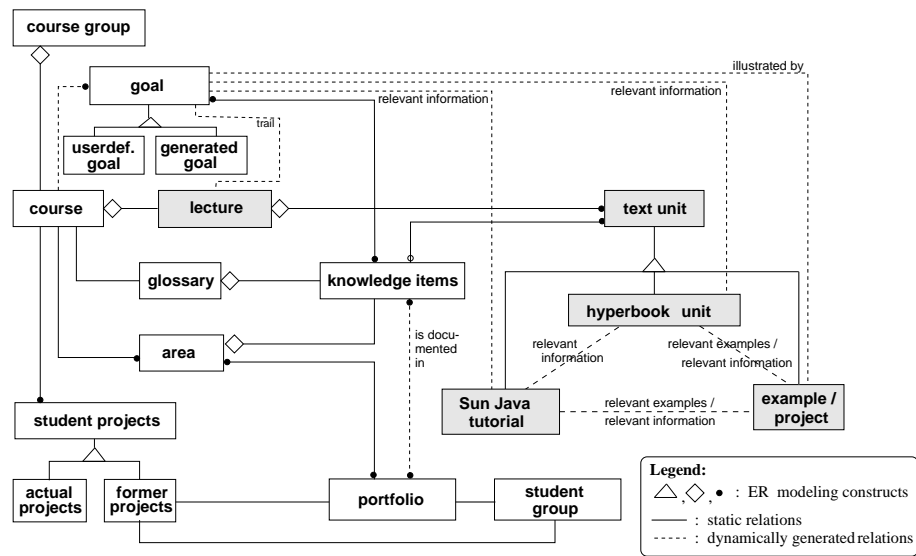 course group
goal
illustrated by
relevant information
relevant information
trail
userdef.
goal
generated
goal
course
lecture
text unit
glossary
knowledge items
hyperbook unit
is docu-
mented
in
relevant
information
relevant examples /
relevant information
area
Sun Java
tutorial
relevant examples /
relevant information
example /
project
student projects
actual
projects
former
projects
portfolio
student
group
Legend:
, , : ER modeling constructs
: static relations
: dynamically generated relations